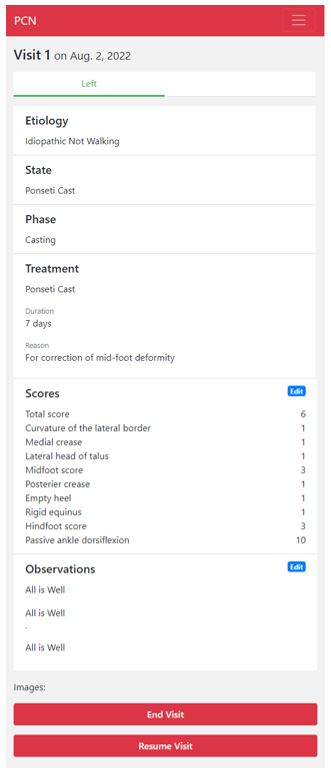 PCN
Visit 1 on Aug. 2, 2022
Left
Etiology
Idiopathic Not Walking
State
Ponseti Cast
Phase
Casting
Treatment
Ponseti Cast
Duration
7 days
Reason
For correction of mid-foot deformity
Scores Edit
Total score 6
Curvature of the lateral border 1
Medial crease 1
Lateral head of talus 1
Midfoot score 3
Posterier crease 1
Empty heel 1
Rigid equinus 1
Hindfoot score 3
Passive ankle dorsiflexion 10
Observations Edit
All is Well
All is Well
.
All is Well
Images:
End Visit
Resume Visit